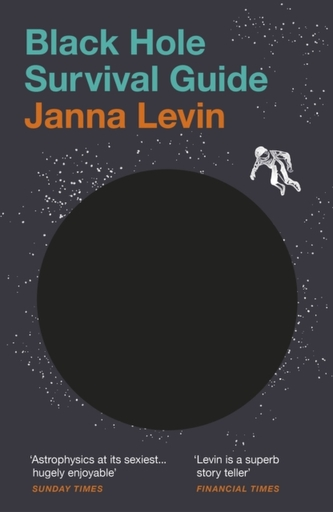 Black Hole
Survival Guide
Janna Levin
‘Astrophysics at its sexiest...
hugely enjoyable’
SUNDAY TIMES
‘Levin is a superb
story teller’
FINANCIAL TIMES